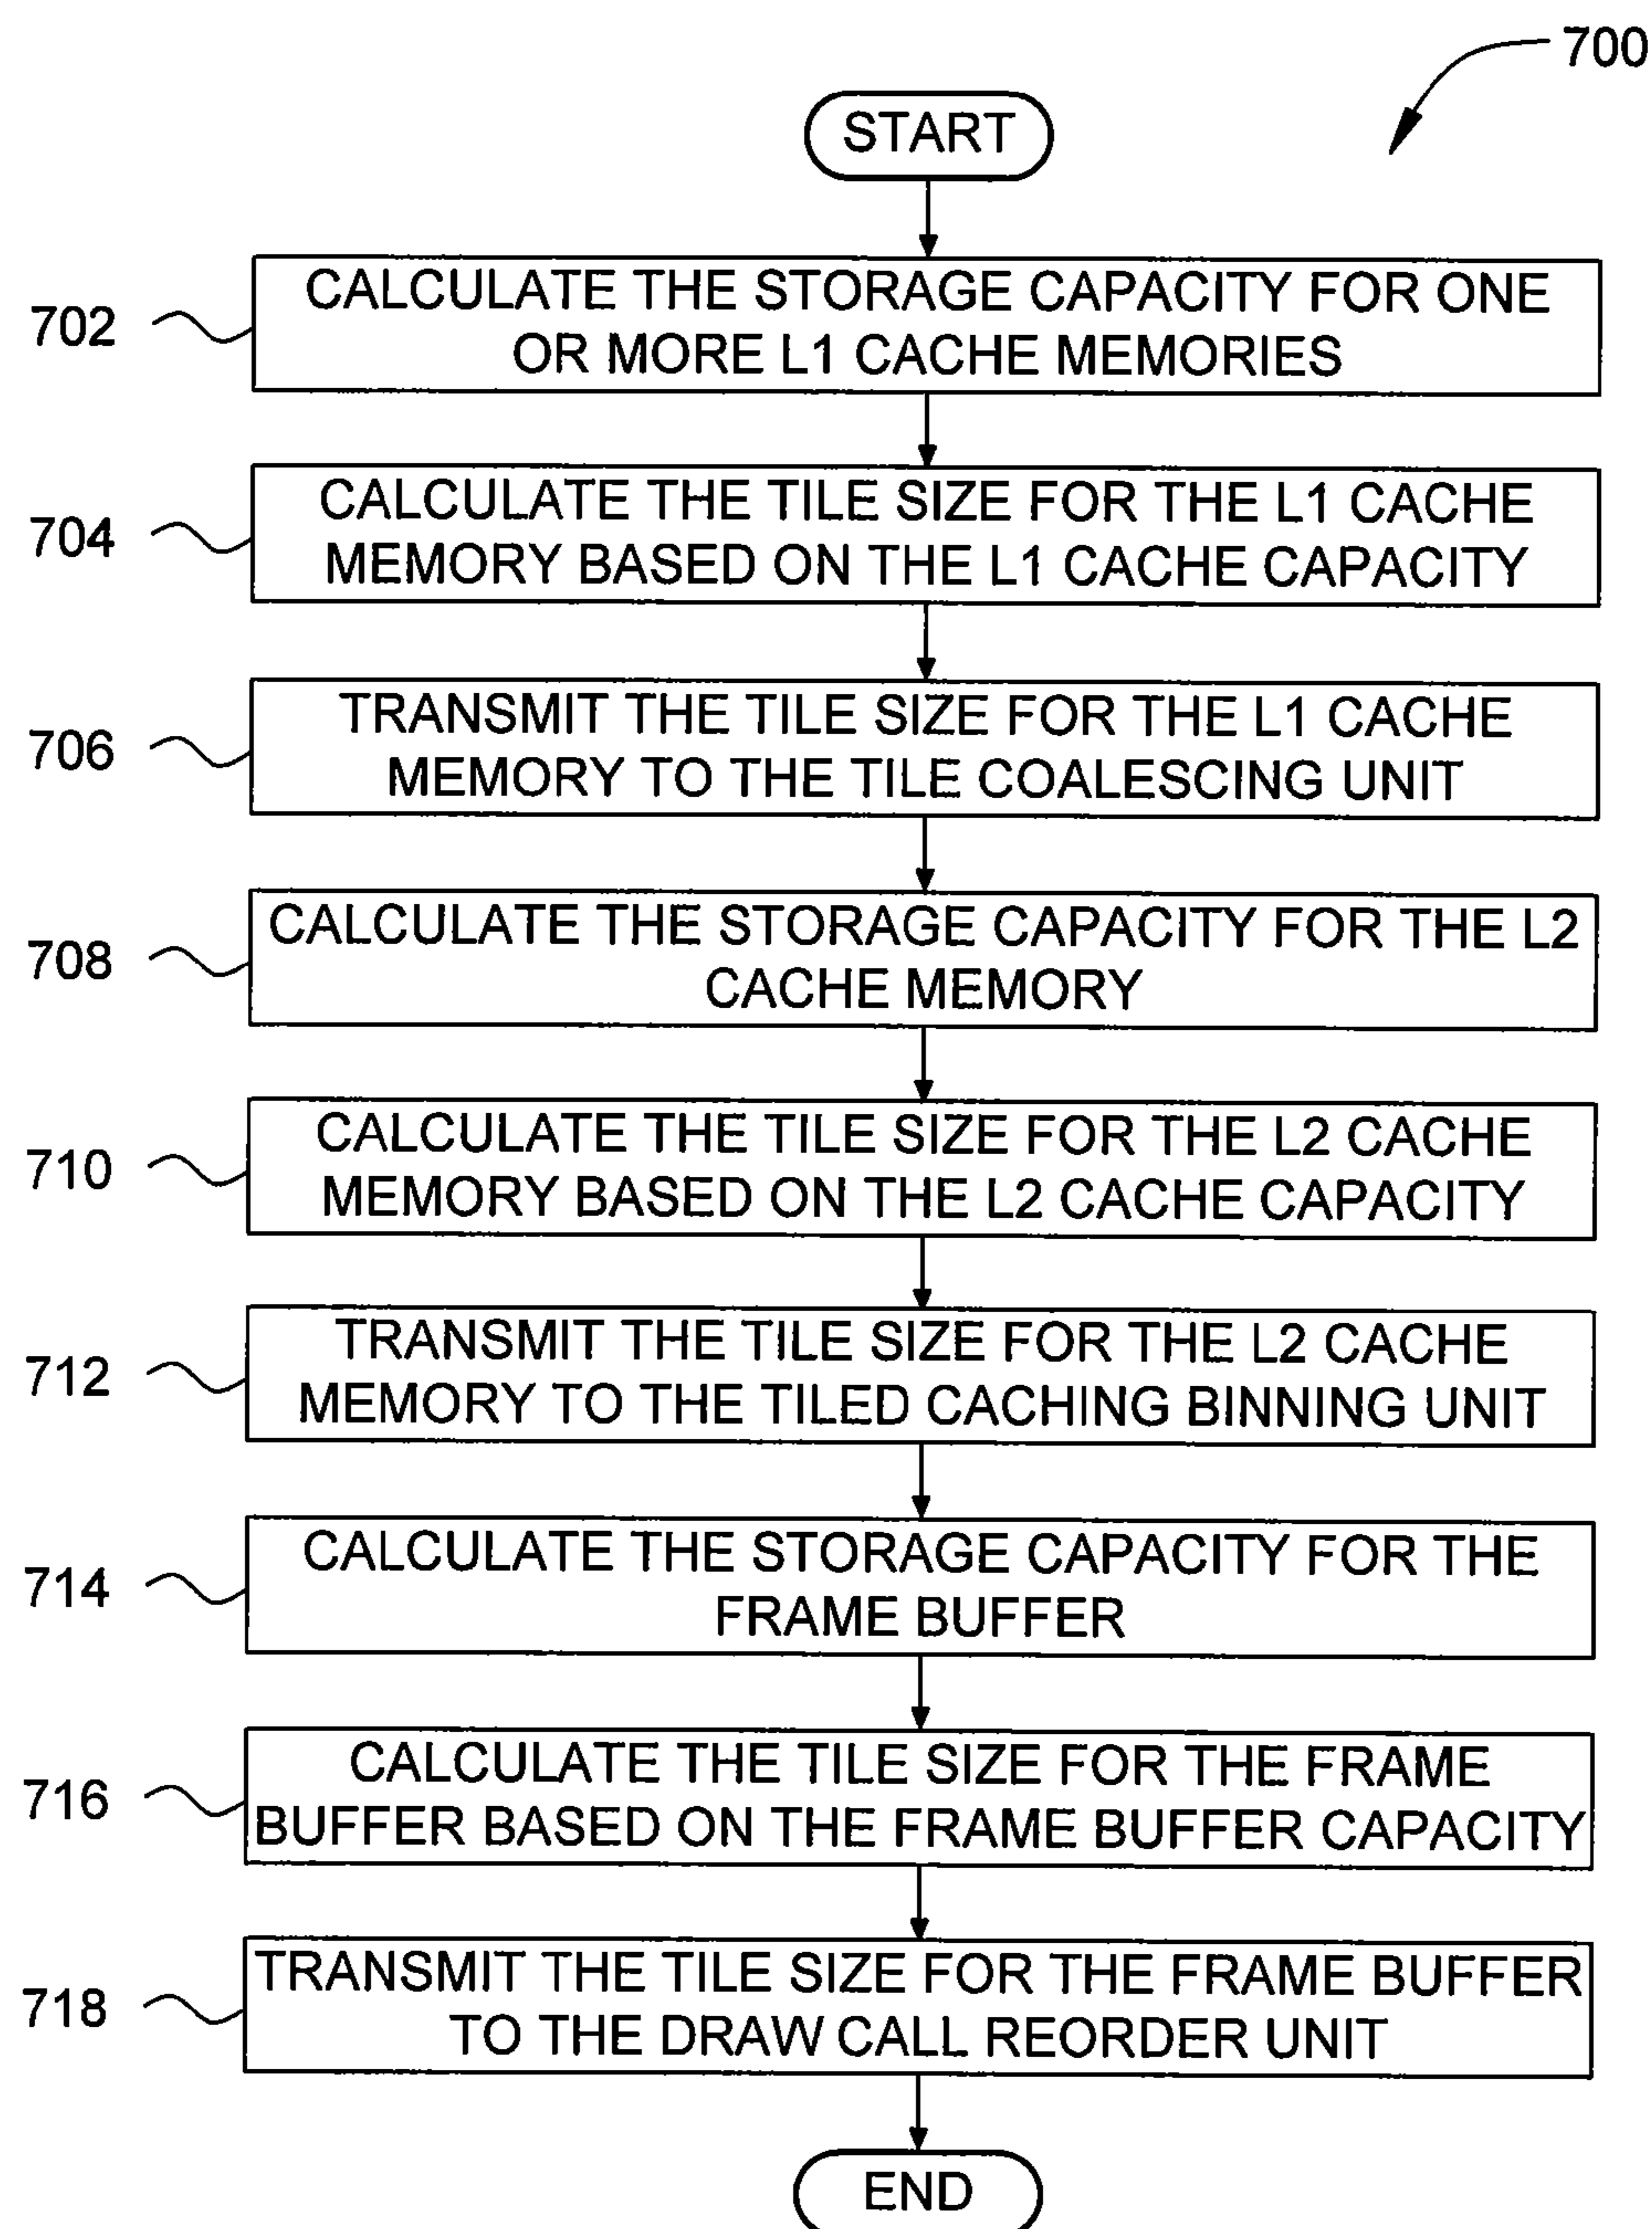 700
START
702
CALCULATE THE STORAGE CAPACITY FOR ONE
OR MORE L1 CACHE MEMORIES
704
CALCULATE THE TILE SIZE FOR THE L1 CACHE
MEMORY BASED ON THE L1 CACHE CAPACITY
706
TRANSMIT THE TILE SIZE FOR THE L1 CACHE
MEMORY TO THE TILE COALESCING UNIT
708
CALCULATE THE STORAGE CAPACITY FOR THE L2
CACHE MEMORY
710
CALCULATE THE TILE SIZE FOR THE L2 CACHE
MEMORY BASED ON THE L2 CACHE CAPACITY
712
TRANSMIT THE TILE SIZE FOR THE L2 CACHE
MEMORY TO THE TILED CACHING BINNING UNIT
714
CALCULATE THE STORAGE CAPACITY FOR THE
FRAME BUFFER
716
CALCULATE THE TILE SIZE FOR THE FRAME
BUFFER BASED ON THE FRAME BUFFER CAPACITY
718
TRANSMIT THE TILE SIZE FOR THE FRAME BUFFER
TO THE DRAW CALL REORDER UNIT
END